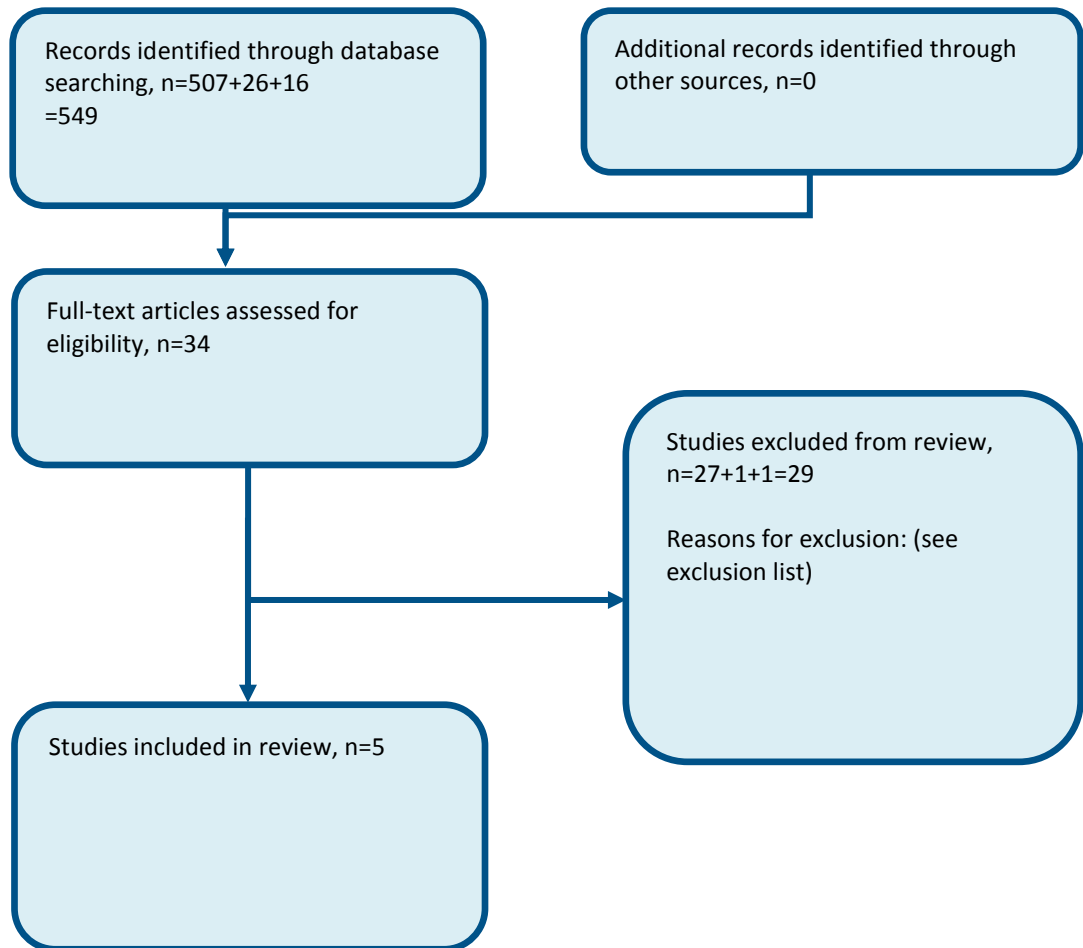 Records identified through database
searching, n=507+26+16
=549
Additional records identified through
other sources, n=0
Full-text articles assessed for
eligibility, n=34
Studies excluded from review,
n=27+1+1=29
Reasons for exclusion: (see
exclusion list)
Studies included in review, n=5